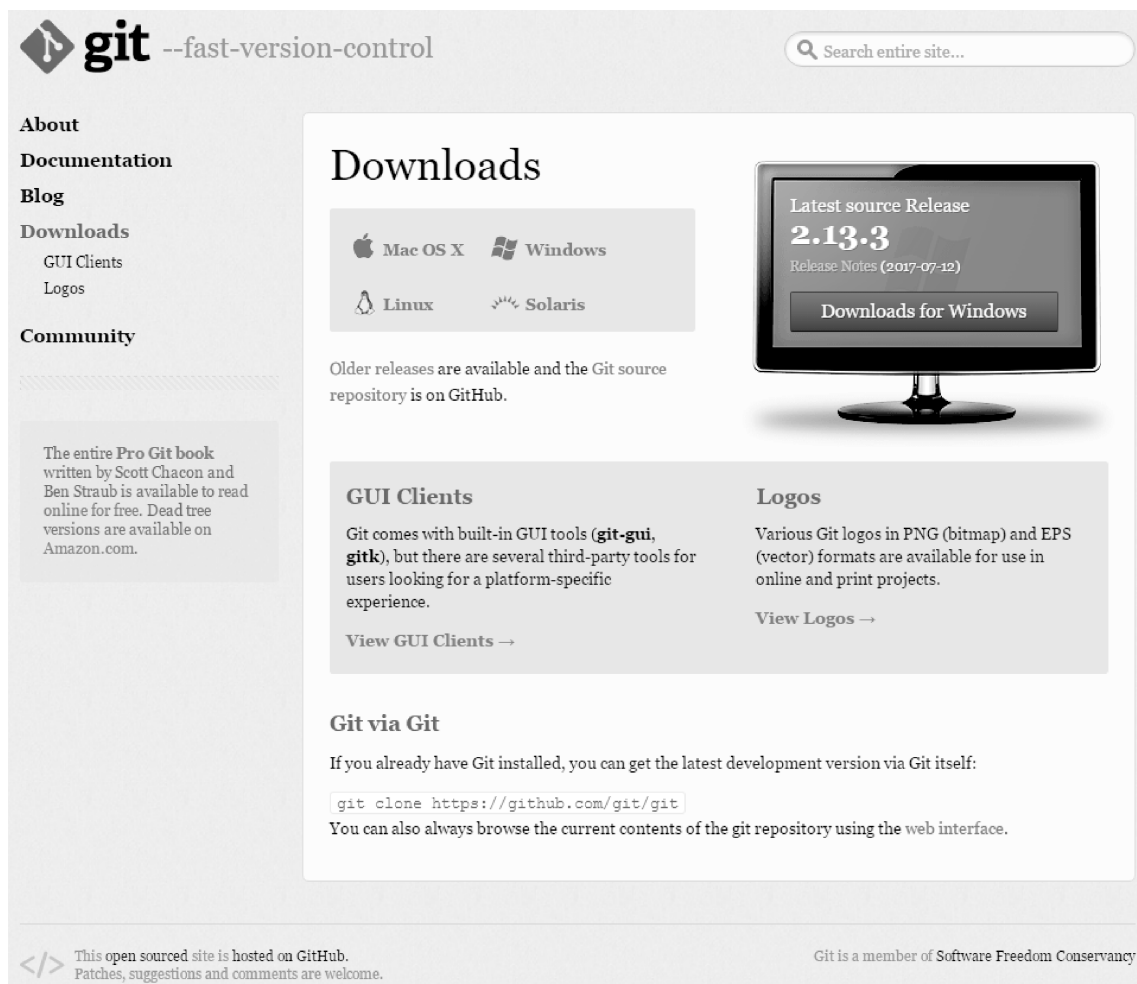 git --fast-version-control
Search entire site...
About
Documentation
Blog
Downloads
GUI Clients
Logos
Community
The entire Pro Git book
written by Scott Chacon and
Ben Straub is available to read
online for free. Dead tree
versions are available on
Amazon.com.
Downloads
Mac OS X Windows
Linux Solaris
Older releases are available and the Git source
repository is on GitHub.
Latest source Release
2.13.3
Release Notes (2017-07-12)
Downloads for Windows
GUI Clients
Git comes with built-in GUI tools (git-gui,
gitk), but there are several third-party tools for
users looking for a platform-specific
experience.
View GUI Clients →
Logos
Various Git logos in PNG (bitmap) and EPS
(vector) formats are available for use in
online and print projects.
View Logos →
Git via Git
If you already have Git installed, you can get the latest development version via Git itself:
git clone https://github.com/git/git
You can also always browse the current contents of the git repository using the web interface.
</> This open sourced site is hosted on GitHub.
Patches, suggestions and comments are welcome.
Git is a member of Software Freedom Conservancy